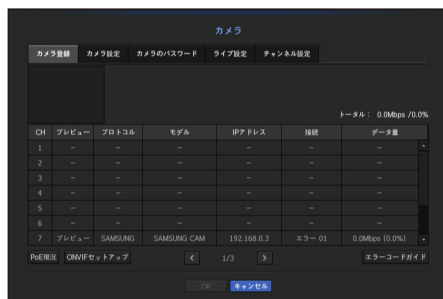 カメラ
カメラ登録 カメラ設定 カメラのパスワード ライブ設定 チャンネル設定
トータル： 0.0Mbps /0.0%
CH プレビュー プロトコル モデル IPアドレス 接続 データ量
1 – – – – – –
2 – – – – – –
3 – – – – – –
4 – – – – – –
5 – – – – – –
6 – – – – – –
7 プレビュー SAMSUNG SAMSUNG CAM 192.168.0.3 エラー 01 0.0Mbps (0.0%)
PoE現況 ONVIFセットアップ < 1/3 > エラーコードガイド
OK キャンセル